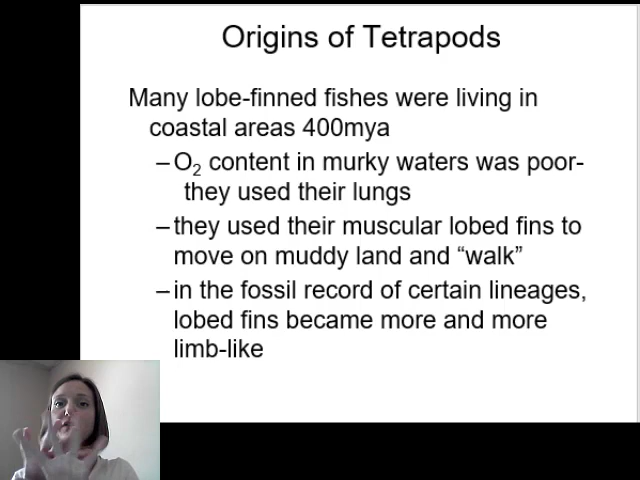 Origins of Tetrapods
Many lobe-finned fishes were living in
coastal areas 400mya
–O₂ content in murky waters was poor-
they used their lungs
–they used their muscular lobed fins to
move on muddy land and “walk”
–in the fossil record of certain lineages,
lobed fins became more and more
limb-like